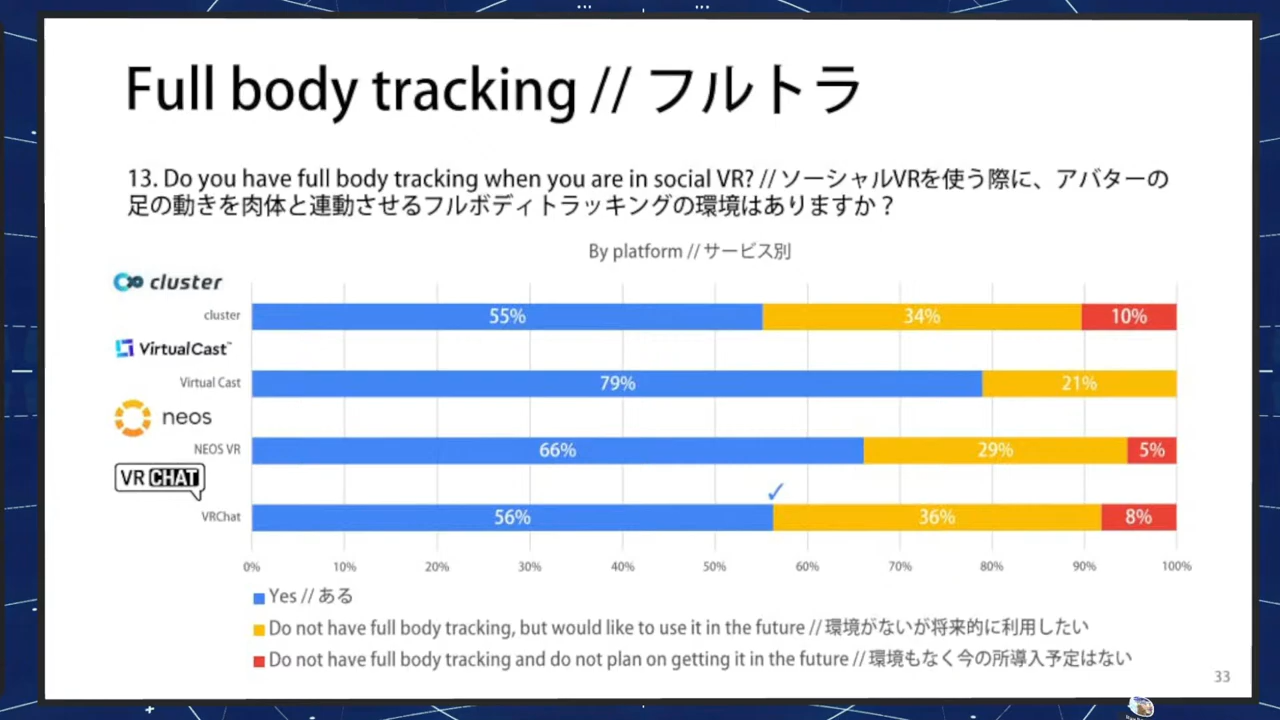 Full body tracking // フルトラ
13. Do you have full body tracking when you are in social VR? // ソーシャルVRを使う際に、アバターの
足の動きを肉体と連動させるフルボディトラッキングの環境はありますか？
By platform // サービス別
cluster
cluster 55% 34% 10%
VirtualCast™
Virtual Cast 79% 21%
neos
NEOS VR 66% 29% 5%
VR CHAT
✓
VRChat 56% 36% 8%
0% 10% 20% 30% 40% 50% 60% 70% 80% 90% 100%
Yes // ある
Do not have full body tracking, but would like to use it in the future // 環境がないが将来的に利用したい
Do not have full body tracking and do not plan on getting it in the future // 環境もなく今の所導入予定はない
33